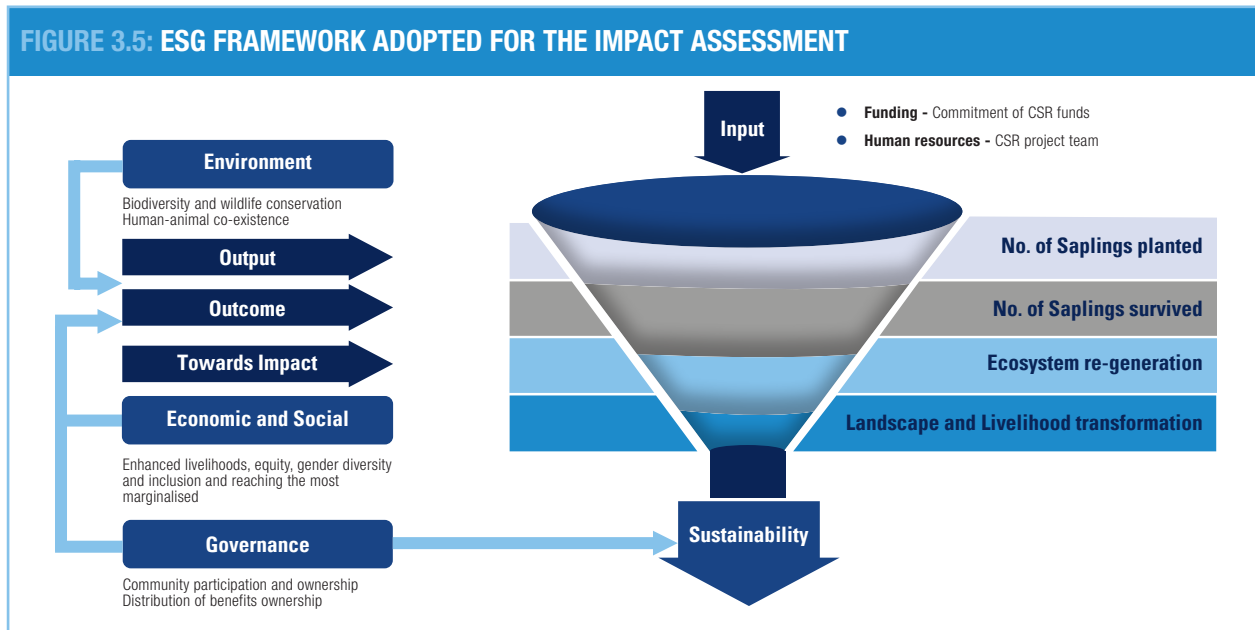 FIGURE 3.5: ESG FRAMEWORK ADOPTED FOR THE IMPACT ASSESSMENT
Environment
Biodiversity and wildlife conservation
Human-animal co-existence
Output
Outcome
Towards Impact
Economic and Social
Enhanced livelihoods, equity, gender diversity
and inclusion and reaching the most
marginalised
Governance
Community participation and ownership
Distribution of benefits ownership
Input
Funding - Commitment of CSR funds
Human resources - CSR project team
No. of Saplings planted
No. of Saplings survived
Ecosystem re-generation
Landscape and Livelihood transformation
Sustainability